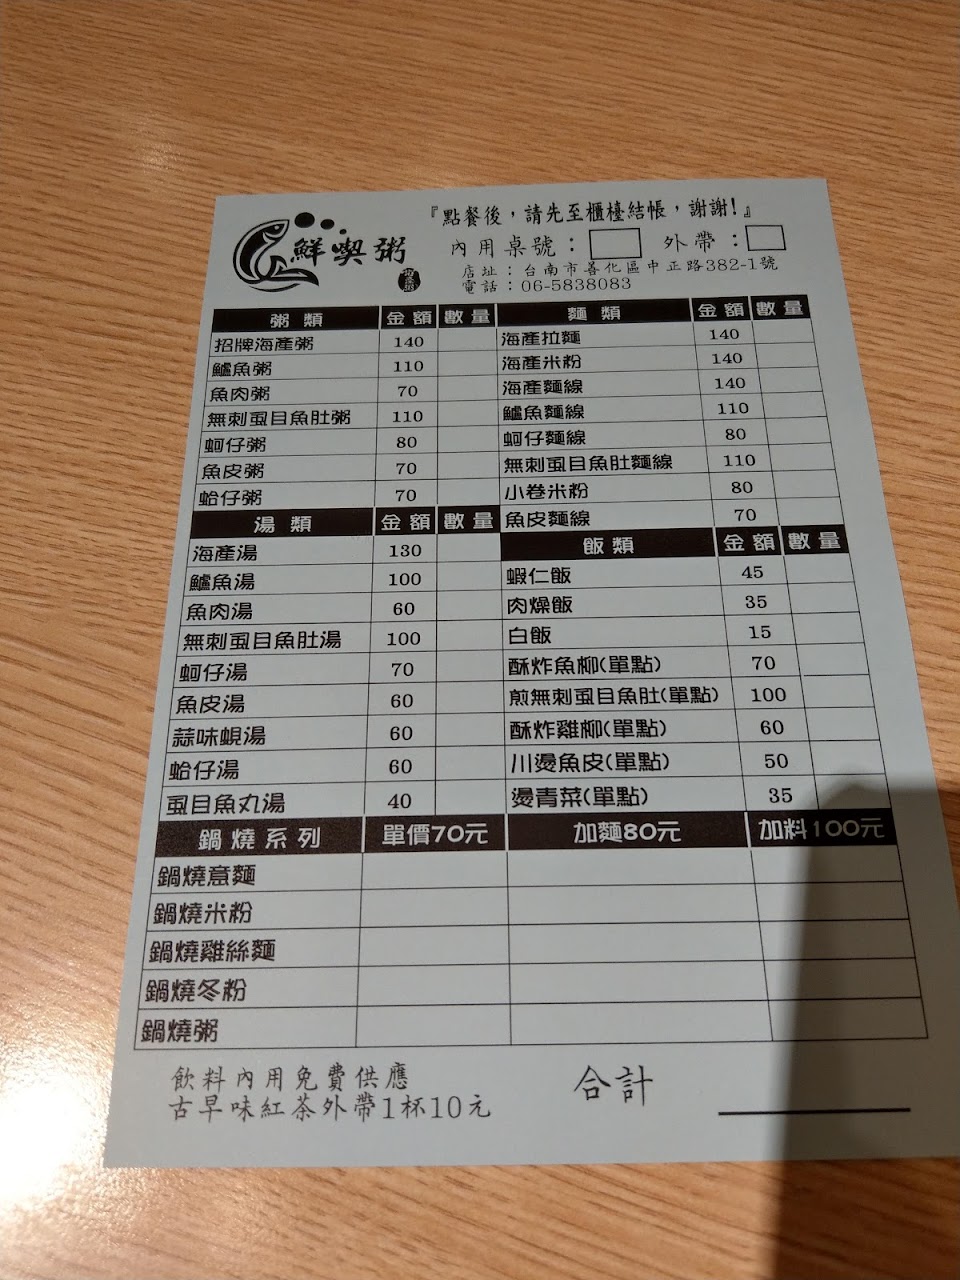 鮮喫粥
『點餐後，請先至櫃檯結帳，謝謝!』
內用桌號： 外帶：
店址：台南市善化區中正路382-1號
電話：06-5838083
粥類 金額 數量
招牌海產粥 140
鱸魚粥 110
魚肉粥 70
無刺虱目魚肚粥 110
蚵仔粥 80
魚皮粥 70
蛤仔粥 70
湯類 金額 數量
海產湯 130
鱸魚湯 100
魚肉湯 60
無刺虱目魚肚湯 100
蚵仔湯 70
魚皮湯 60
蒜味蜆湯 60
蛤仔湯 60
虱目魚丸湯 40
麵類 金額 數量
海產拉麵 140
海產米粉 140
海產麵線 140
鱸魚麵線 110
蚵仔麵線 80
無刺虱目魚肚麵線 110
小卷米粉 80
魚皮麵線 70
飯類 金額 數量
蝦仁飯 45
肉燥飯 35
白飯 15
酥炸魚柳(單點) 70
煎無刺虱目魚肚(單點) 100
酥炸雞柳(單點) 60
川燙魚皮(單點) 50
燙青菜(單點) 35
鍋燒系列 單價70元 加麵80元 加料100元
鍋燒意麵
鍋燒米粉
鍋燒雞絲麵
鍋燒冬粉
鍋燒粥
飲料內用免費供應
古早味紅茶外帶1杯10元
合計